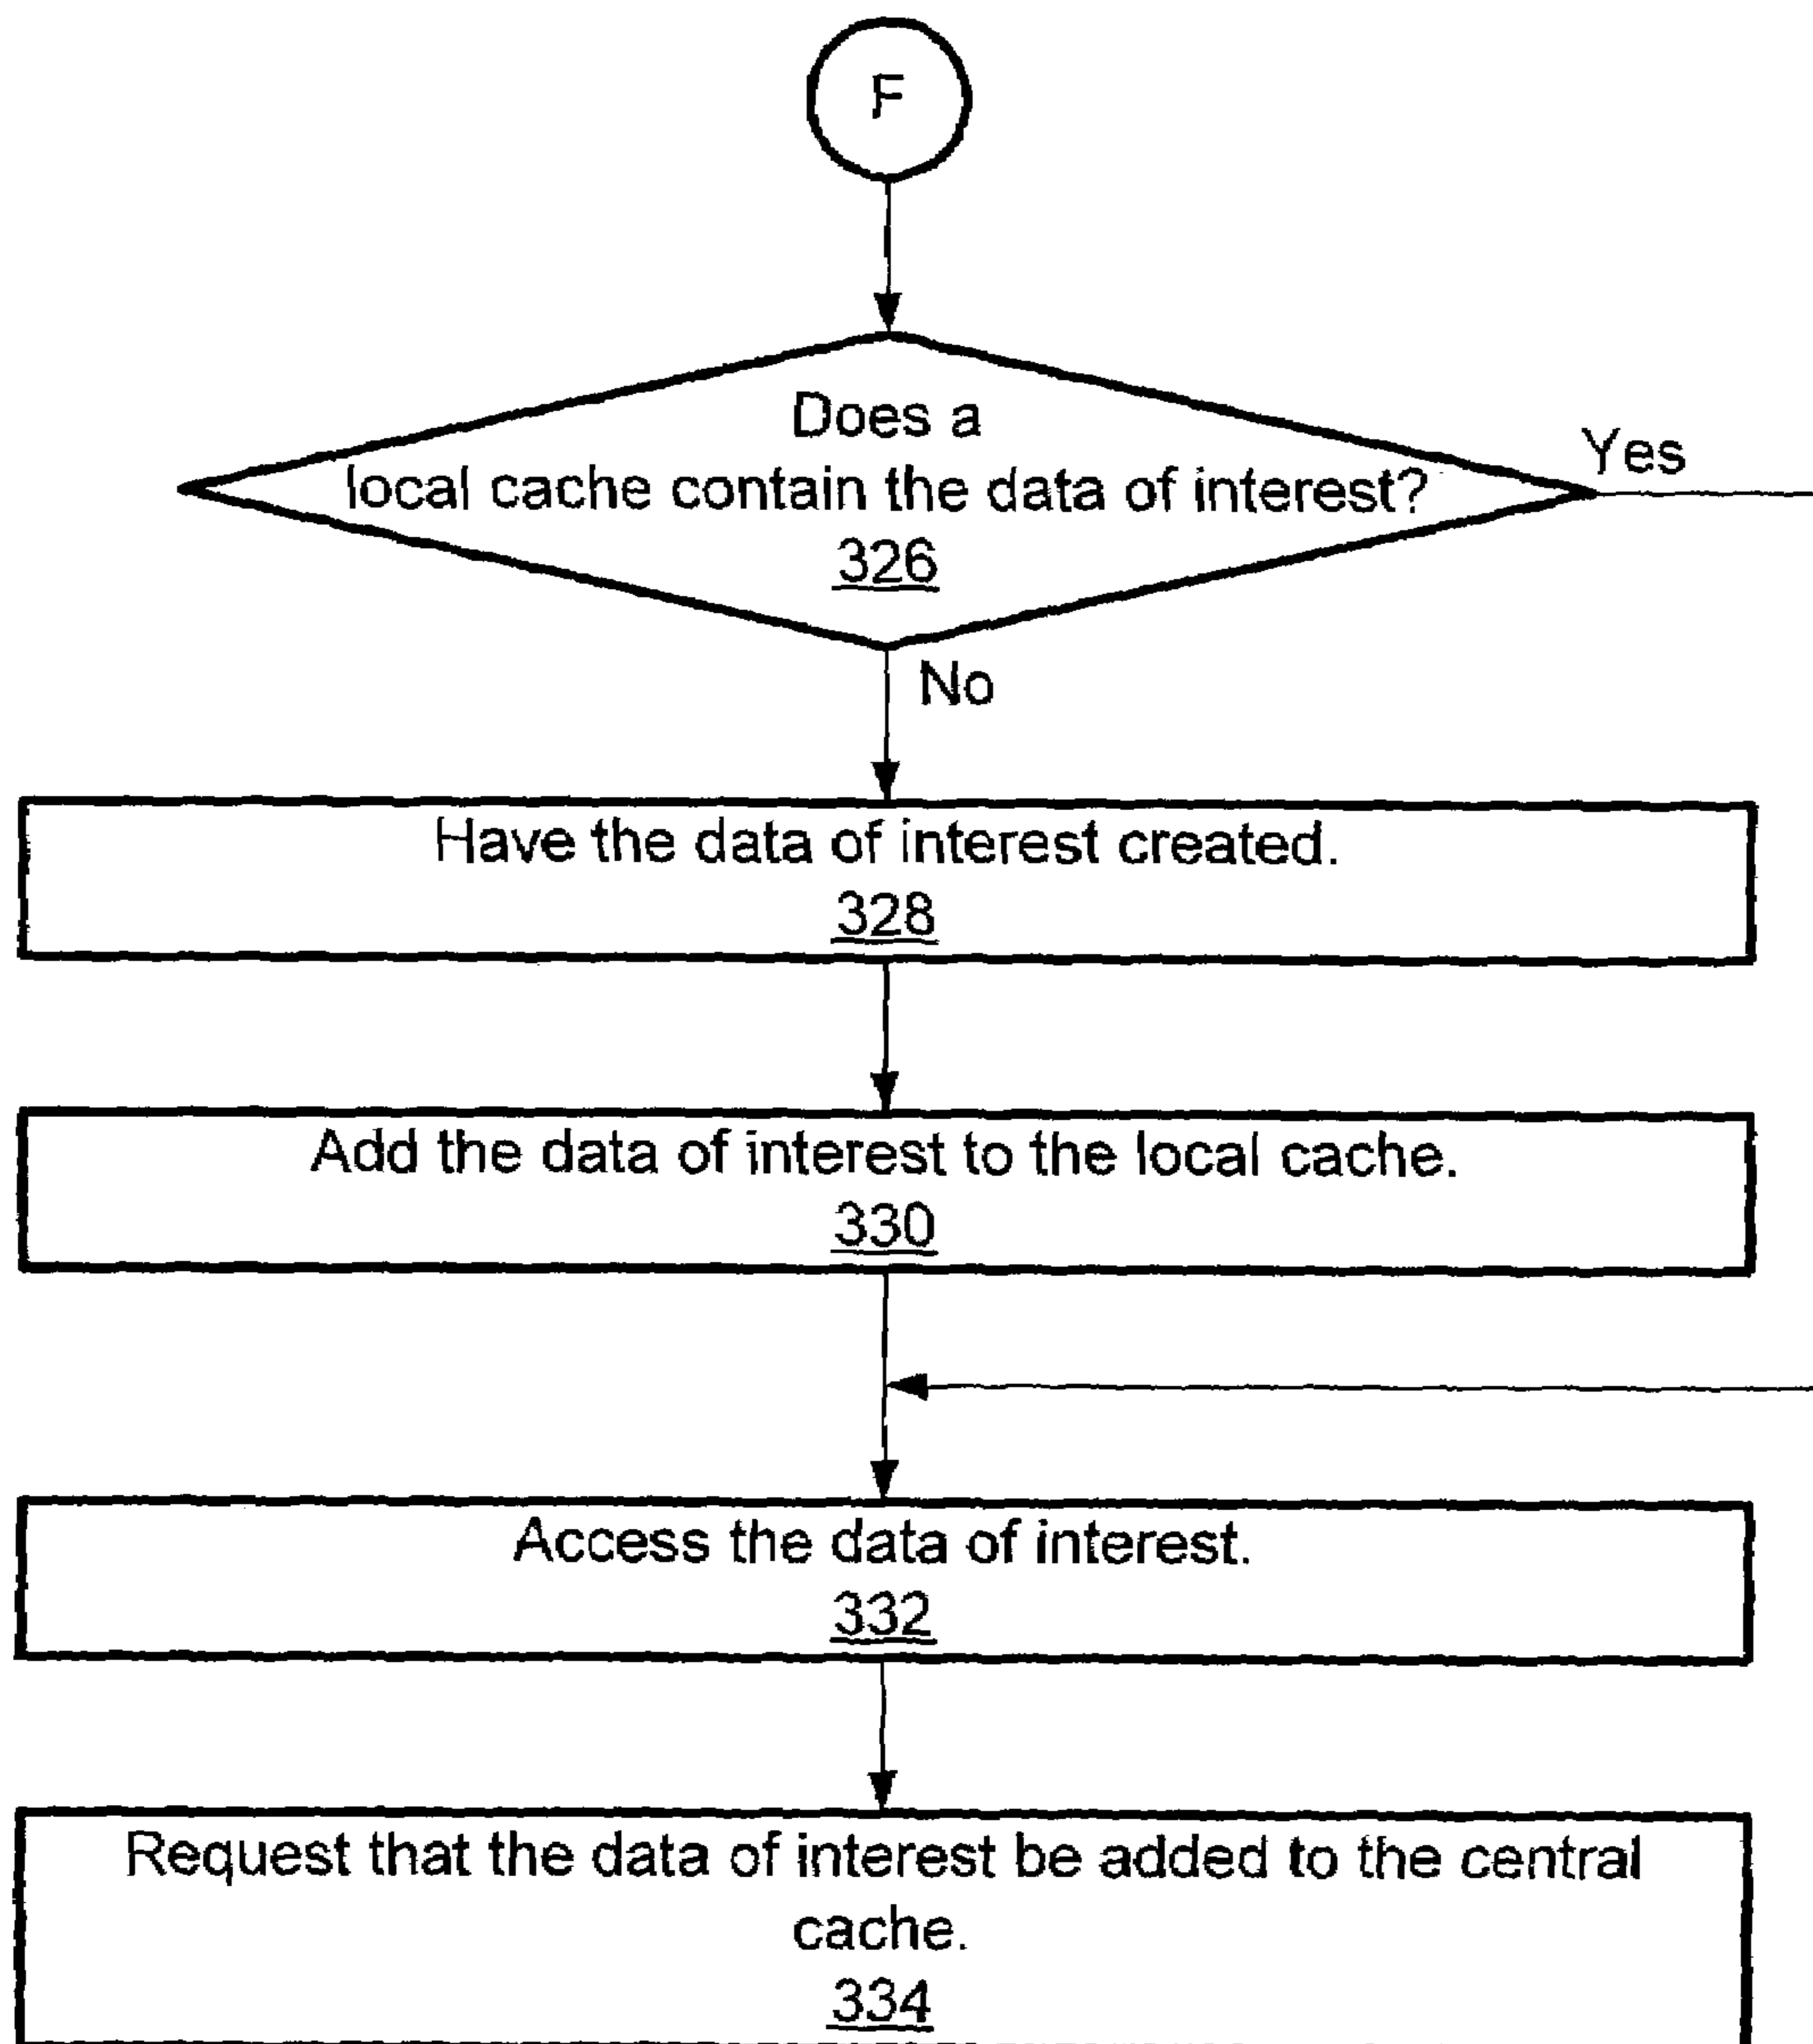 F
Does a
local cache contain the data of interest?
326
Yes
No
Have the data of interest created.
328
Add the data of interest to the local cache.
330
Access the data of interest.
332
Request that the data of interest be added to the central
cache.
334